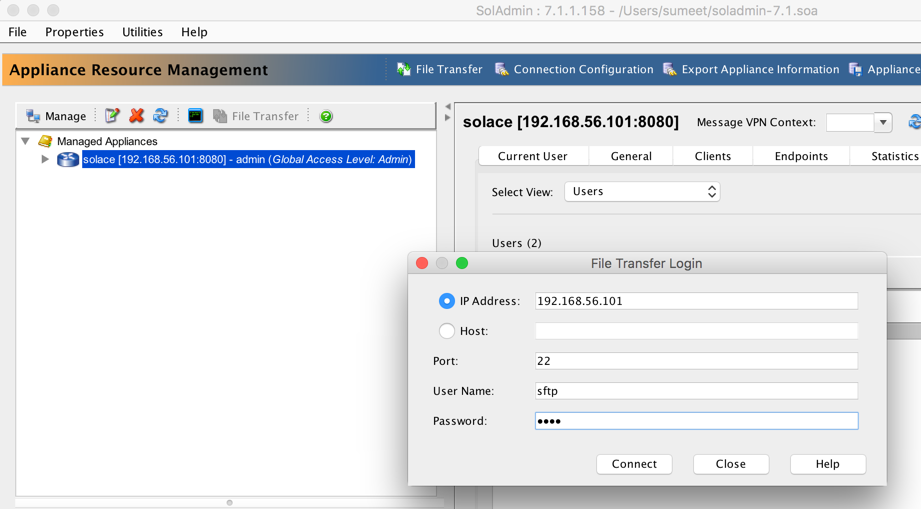 SolAdmin : 7.1.1.158 - /Users/sumeet/soladmin-7.1.soa
File Properties Utilities Help
Appliance Resource Management File Transfer Connection Configuration Export Appliance Information Appliance
Manage File Transfer
Managed Appliances
solace [192.168.56.101:8080] - admin (Global Access Level: Admin)
solace [192.168.56.101:8080] Message VPN Context:
Current User General Clients Endpoints Statistics
Select View: Users
Users (2)
File Transfer Login
IP Address: 192.168.56.101
Host:
Port: 22
User Name: sftp
Password: ••••
Connect Close Help